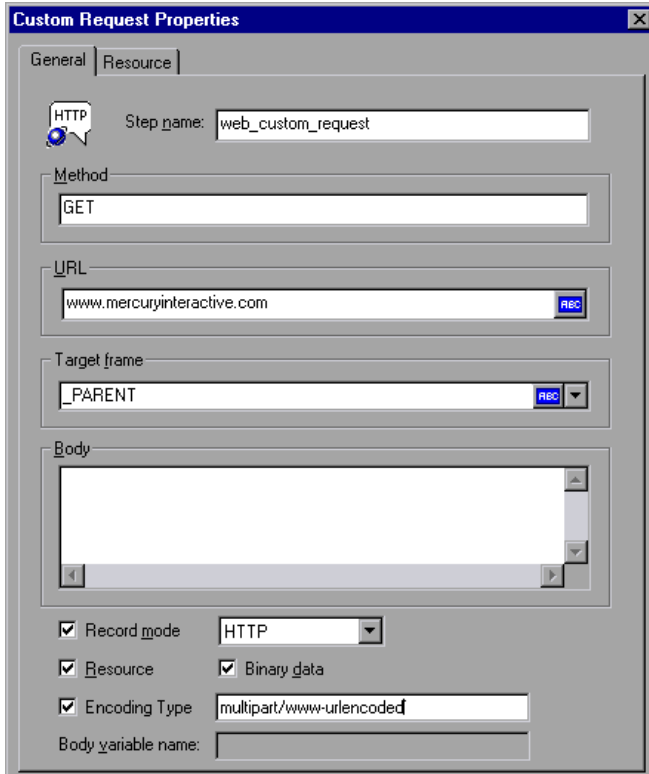 Custom Request Properties
General Resource
HTTP
Step name: web_custom_request
Method
GET
URL
www.mercuryinteractive.com ABC
Target frame
_PARENT ABC
Body
Record mode HTTP
Resource Binary data
Encoding Type multipart/www-urlencoded
Body variable name: